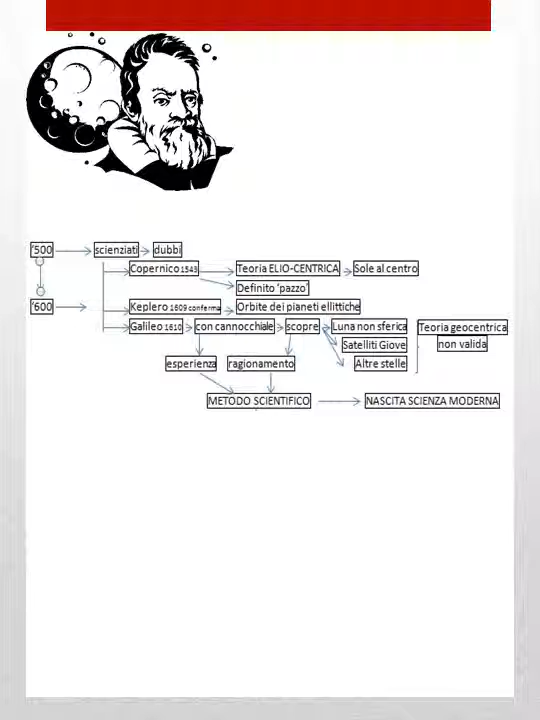 '500 scienziati dubbi
Copernico 1543 Teoria ELIO-CENTRICA Sole al centro
Definito 'pazzo'
'600 Keplero 1609 conferma Orbite dei pianeti ellittiche
Galileo 1610 con cannocchiale scopre Luna non sferica Teoria geocentrica
Satelliti Giove non valida
esperienza ragionamento Altre stelle
METODO SCIENTIFICO NASCITA SCIENZA MODERNA